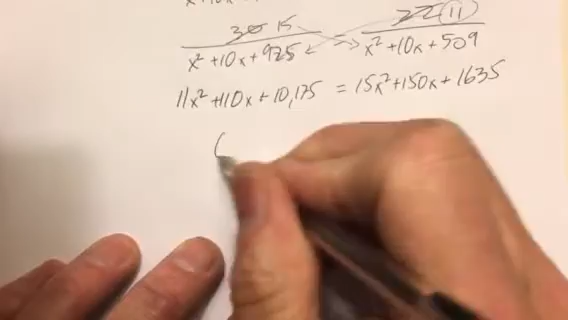 30 15 = 22 11
x² + 10x + 925 x² + 10x + 509
11x² + 110x + 10,175 = 15x² + 150x + 1635
(